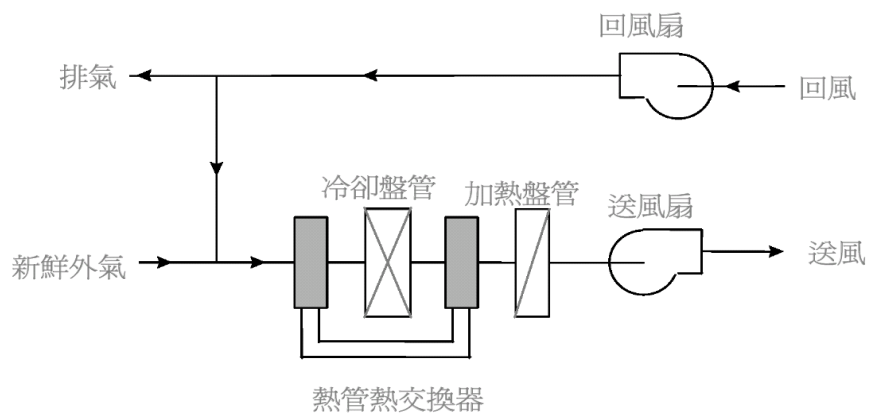 回風扇
排氣
回風
冷卻盤管
加熱盤管
送風扇
新鮮外氣
送風
熱管熱交換器